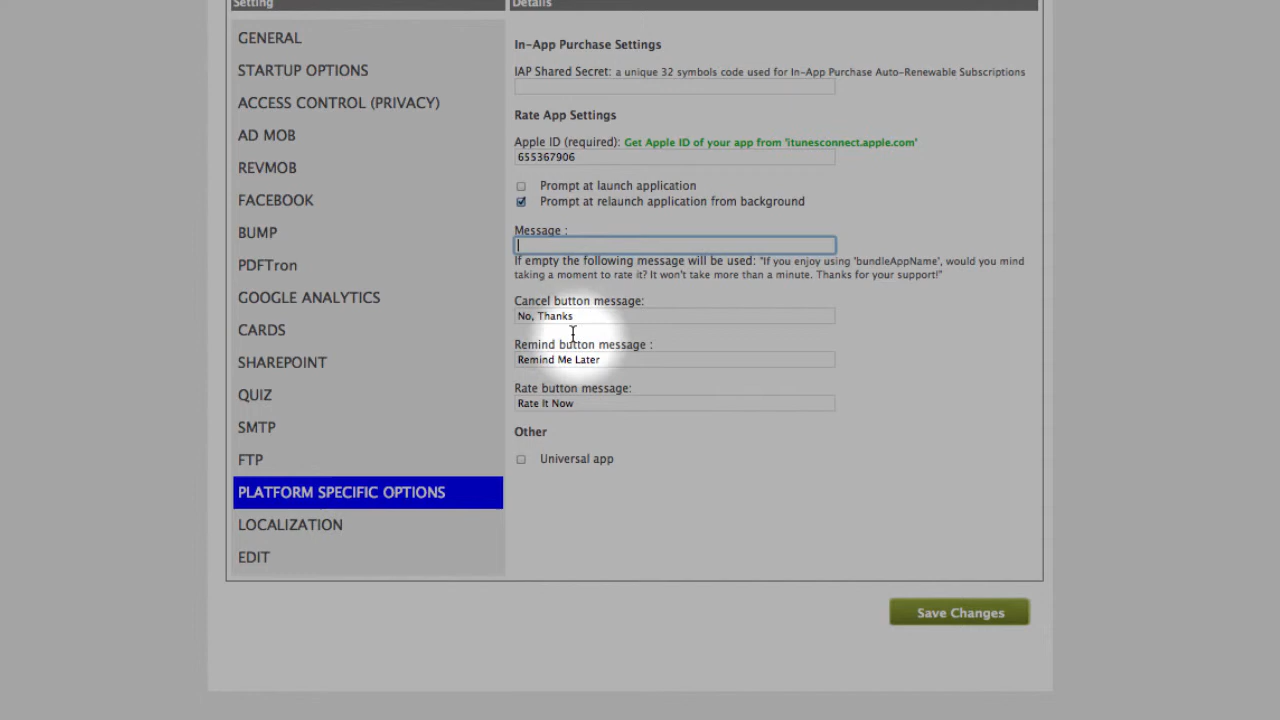 Setting
Details
GENERAL
STARTUP OPTIONS
ACCESS CONTROL (PRIVACY)
AD MOB
REVMOB
FACEBOOK
BUMP
PDFTron
GOOGLE ANALYTICS
CARDS
SHAREPOINT
QUIZ
SMTP
FTP
PLATFORM SPECIFIC OPTIONS
LOCALIZATION
EDIT
In-App Purchase Settings
IAP Shared Secret: a unique 32 symbols code used for In-App Purchase Auto-Renewable Subscriptions
Rate App Settings
Apple ID (required): Get Apple ID of your app from 'itunesconnect.apple.com'
655367906
Prompt at launch application
Prompt at relaunch application from background
Message :
If empty the following message will be used: "If you enjoy using 'bundleAppName', would you mind
taking a moment to rate it? It won't take more than a minute. Thanks for your support!"
Cancel button message:
No, Thanks
Remind button message :
Remind Me Later
Rate button message:
Rate It Now
Other
Universal app
Save Changes